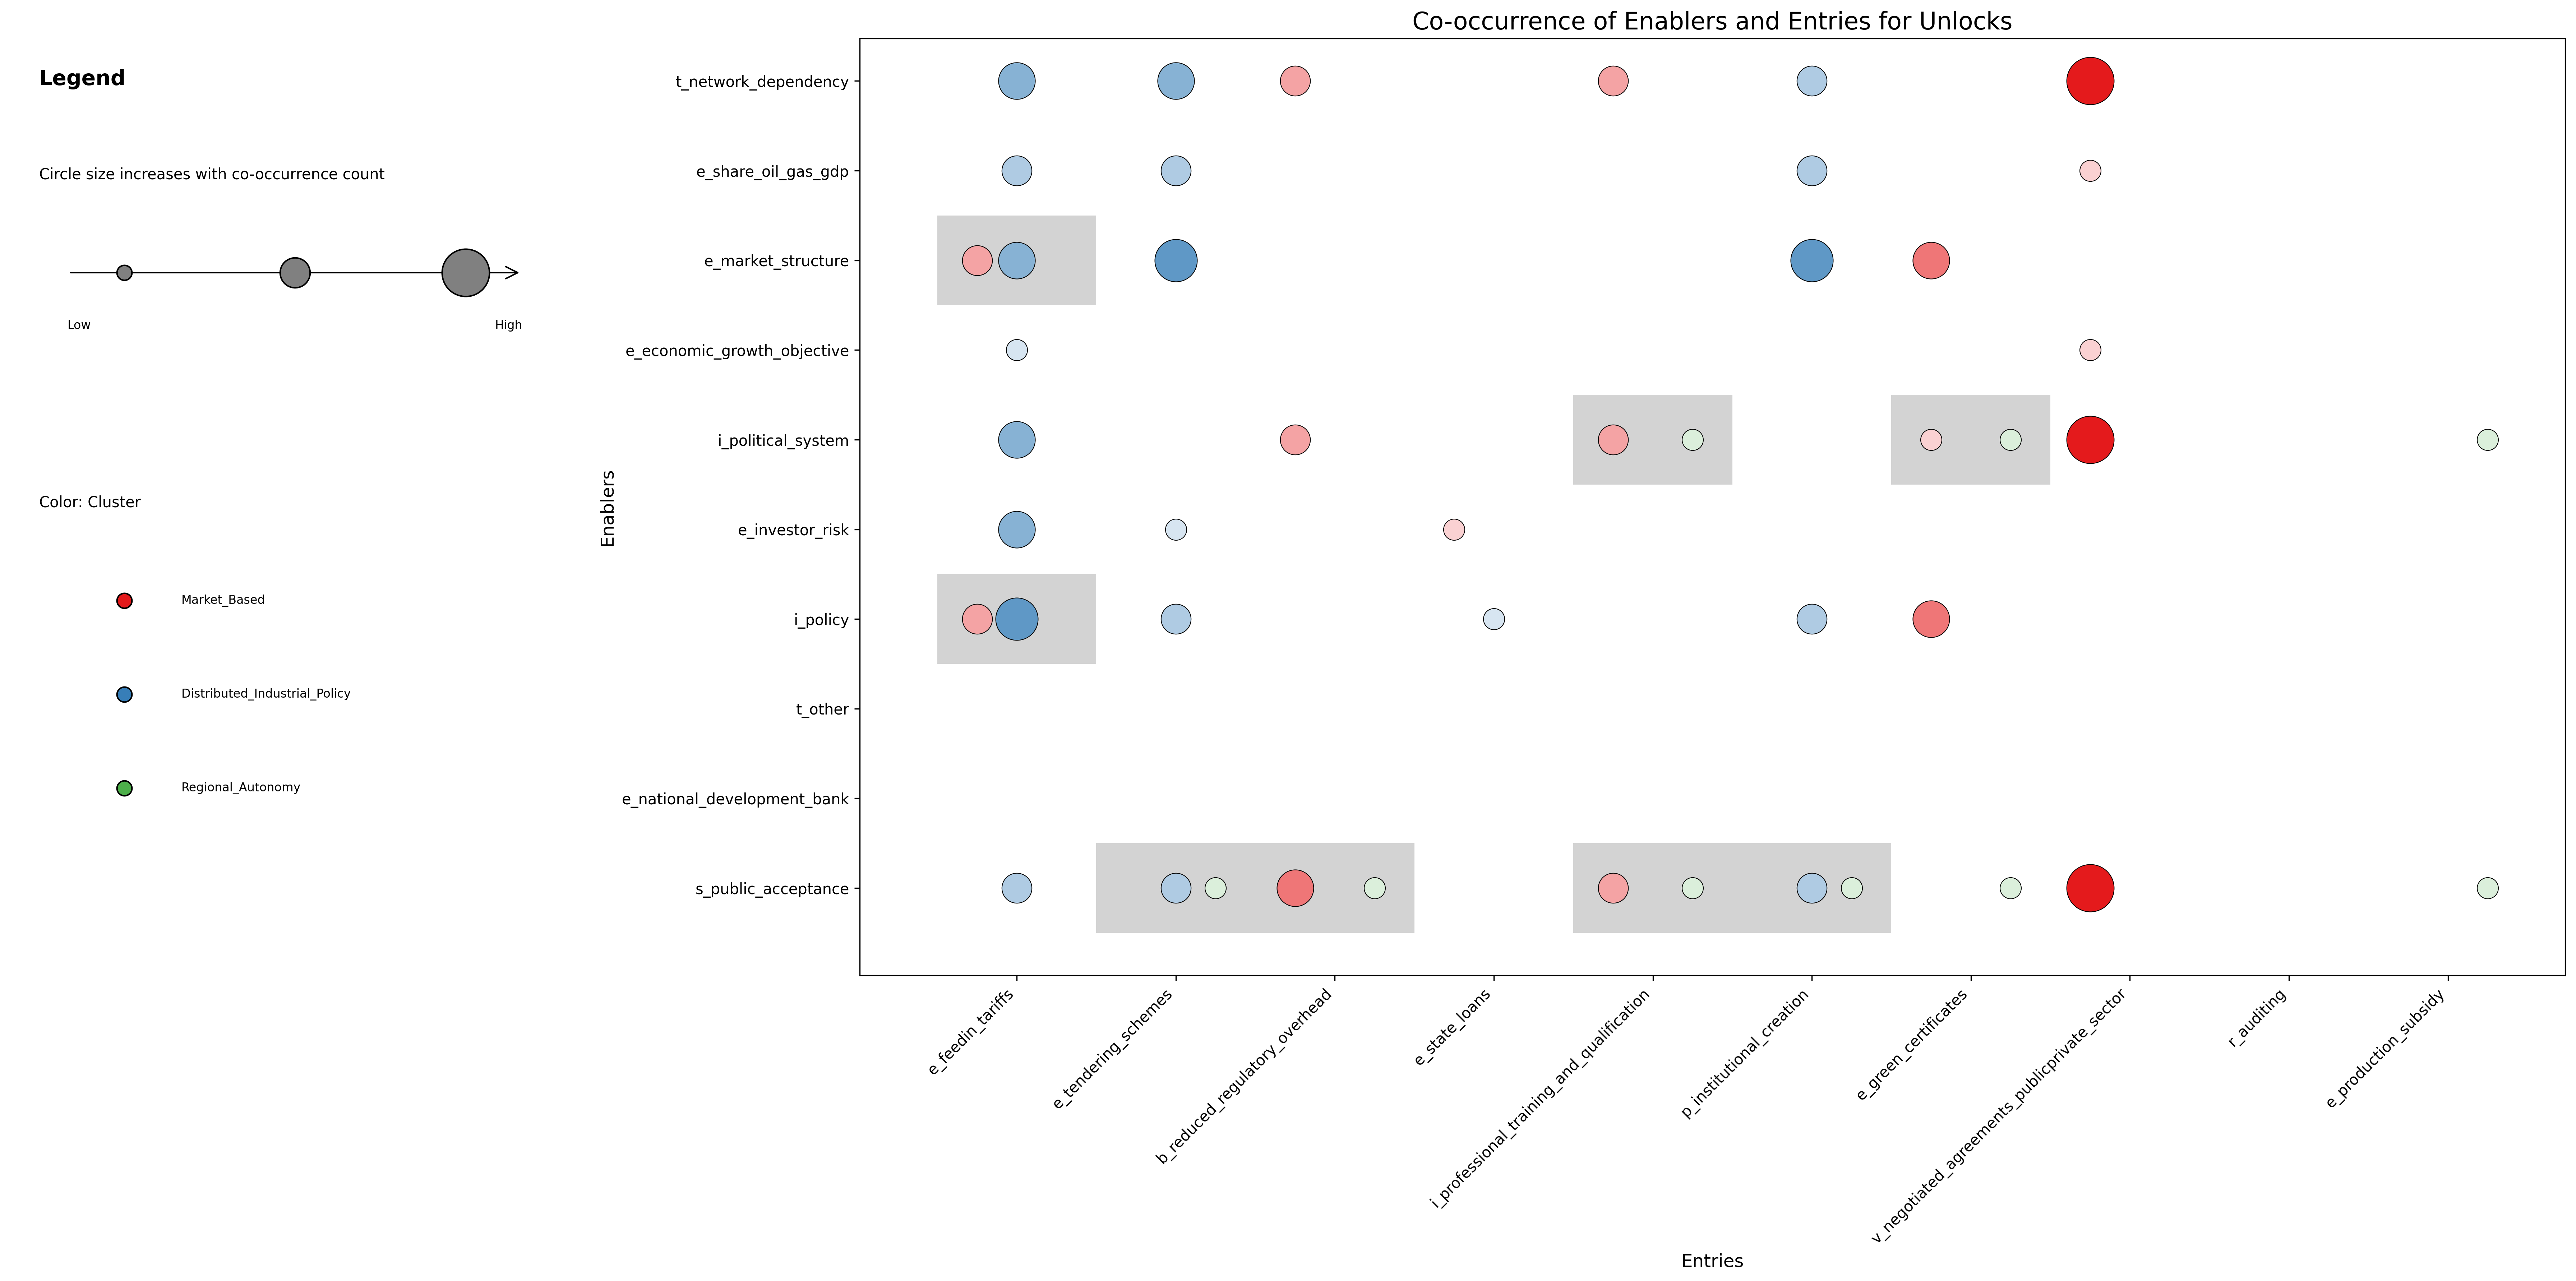 Co-occurrence of Enablers and Entries for Unlocks
Legend
Circle size increases with co-occurrence count
Low
High
Color: Cluster
Market_Based
Distributed_Industrial_Policy
Regional_Autonomy
Enablers
t_network_dependency
e_share_oil_gas_gdp
e_market_structure
e_economic_growth_objective
i_political_system
e_investor_risk
i_policy
t_other
e_national_development_bank
s_public_acceptance
e_feedin_tariffs
e_tendering_schemes
b_reduced_regulatory_overhead
e_state_loans
i_professional_training_and_qualification
p_institutional_creation
e_green_certificates
v_negotiated_agreements_publicprivate_sector
r_auditing
e_production_subsidy
Entries